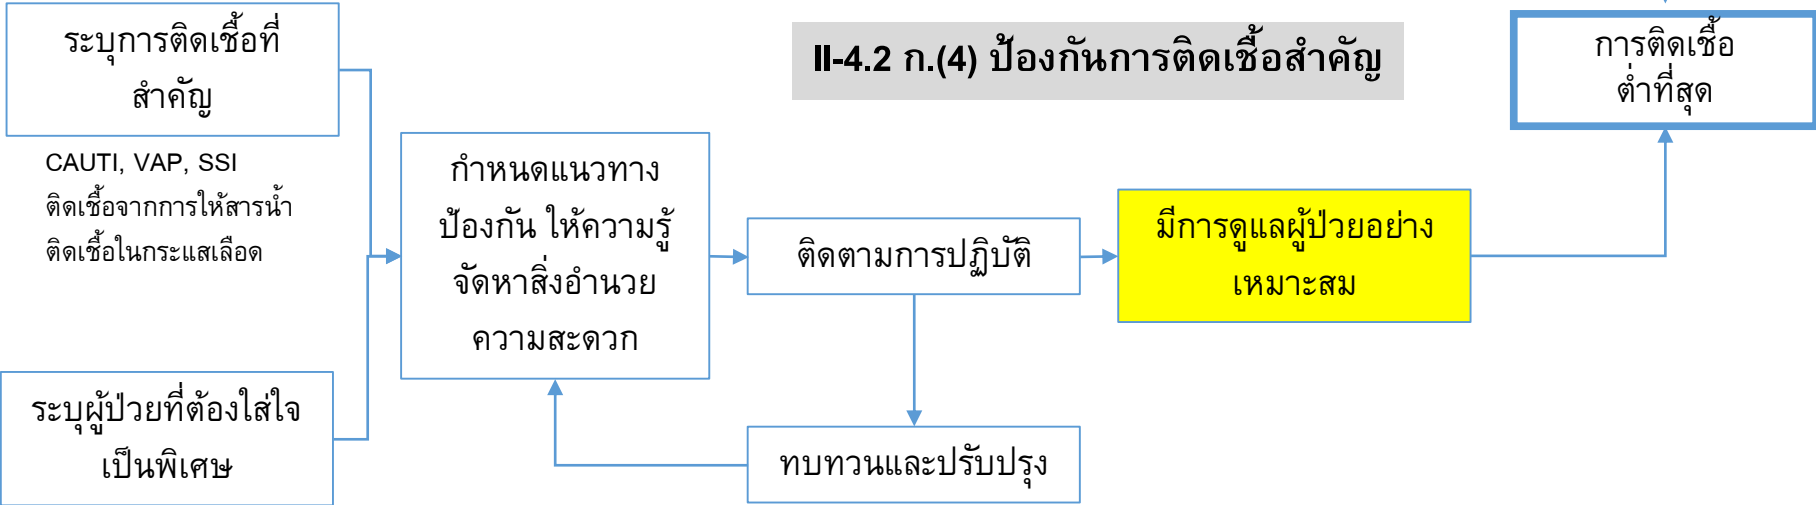 ระบุการติดเชื้อที่
สำคัญ
CAUTI, VAP, SSI
ติดเชื้อจากการให้สารน้ำ
ติดเชื้อในกระแสเลือด
ระบุผู้ป่วยที่ต้องใส่ใจ
เป็นพิเศษ
II-4.2 ก.(4) ป้องกันการติดเชื้อสำคัญ
กำหนดแนวทาง
ป้องกัน ให้ความรู้
จัดหาสิ่งอำนวย
ความสะดวก
ติดตามการปฏิบัติ
ทบทวนและปรับปรุง
มีการดูแลผู้ป่วยอย่าง
เหมาะสม
การติดเชื้อ
ต่ำที่สุด